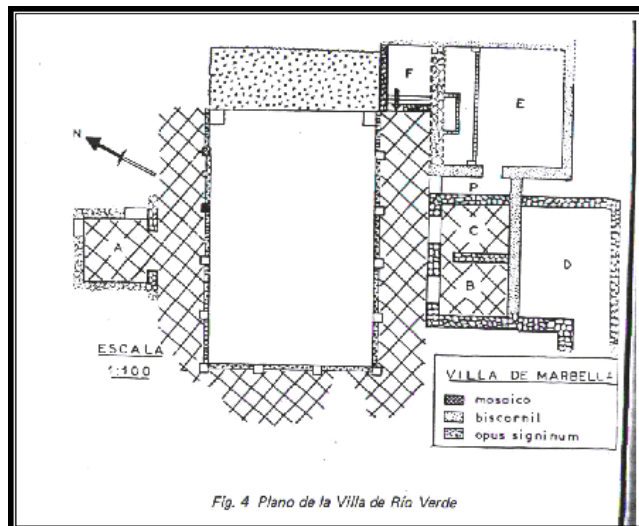 F
E
N
P
C
A
D
B
ESCALA
1:100
VILLA DE MARBELLA
mosaico
biscornil
opus signinum
Fig. 4 Plano de la Villa de Río Verde